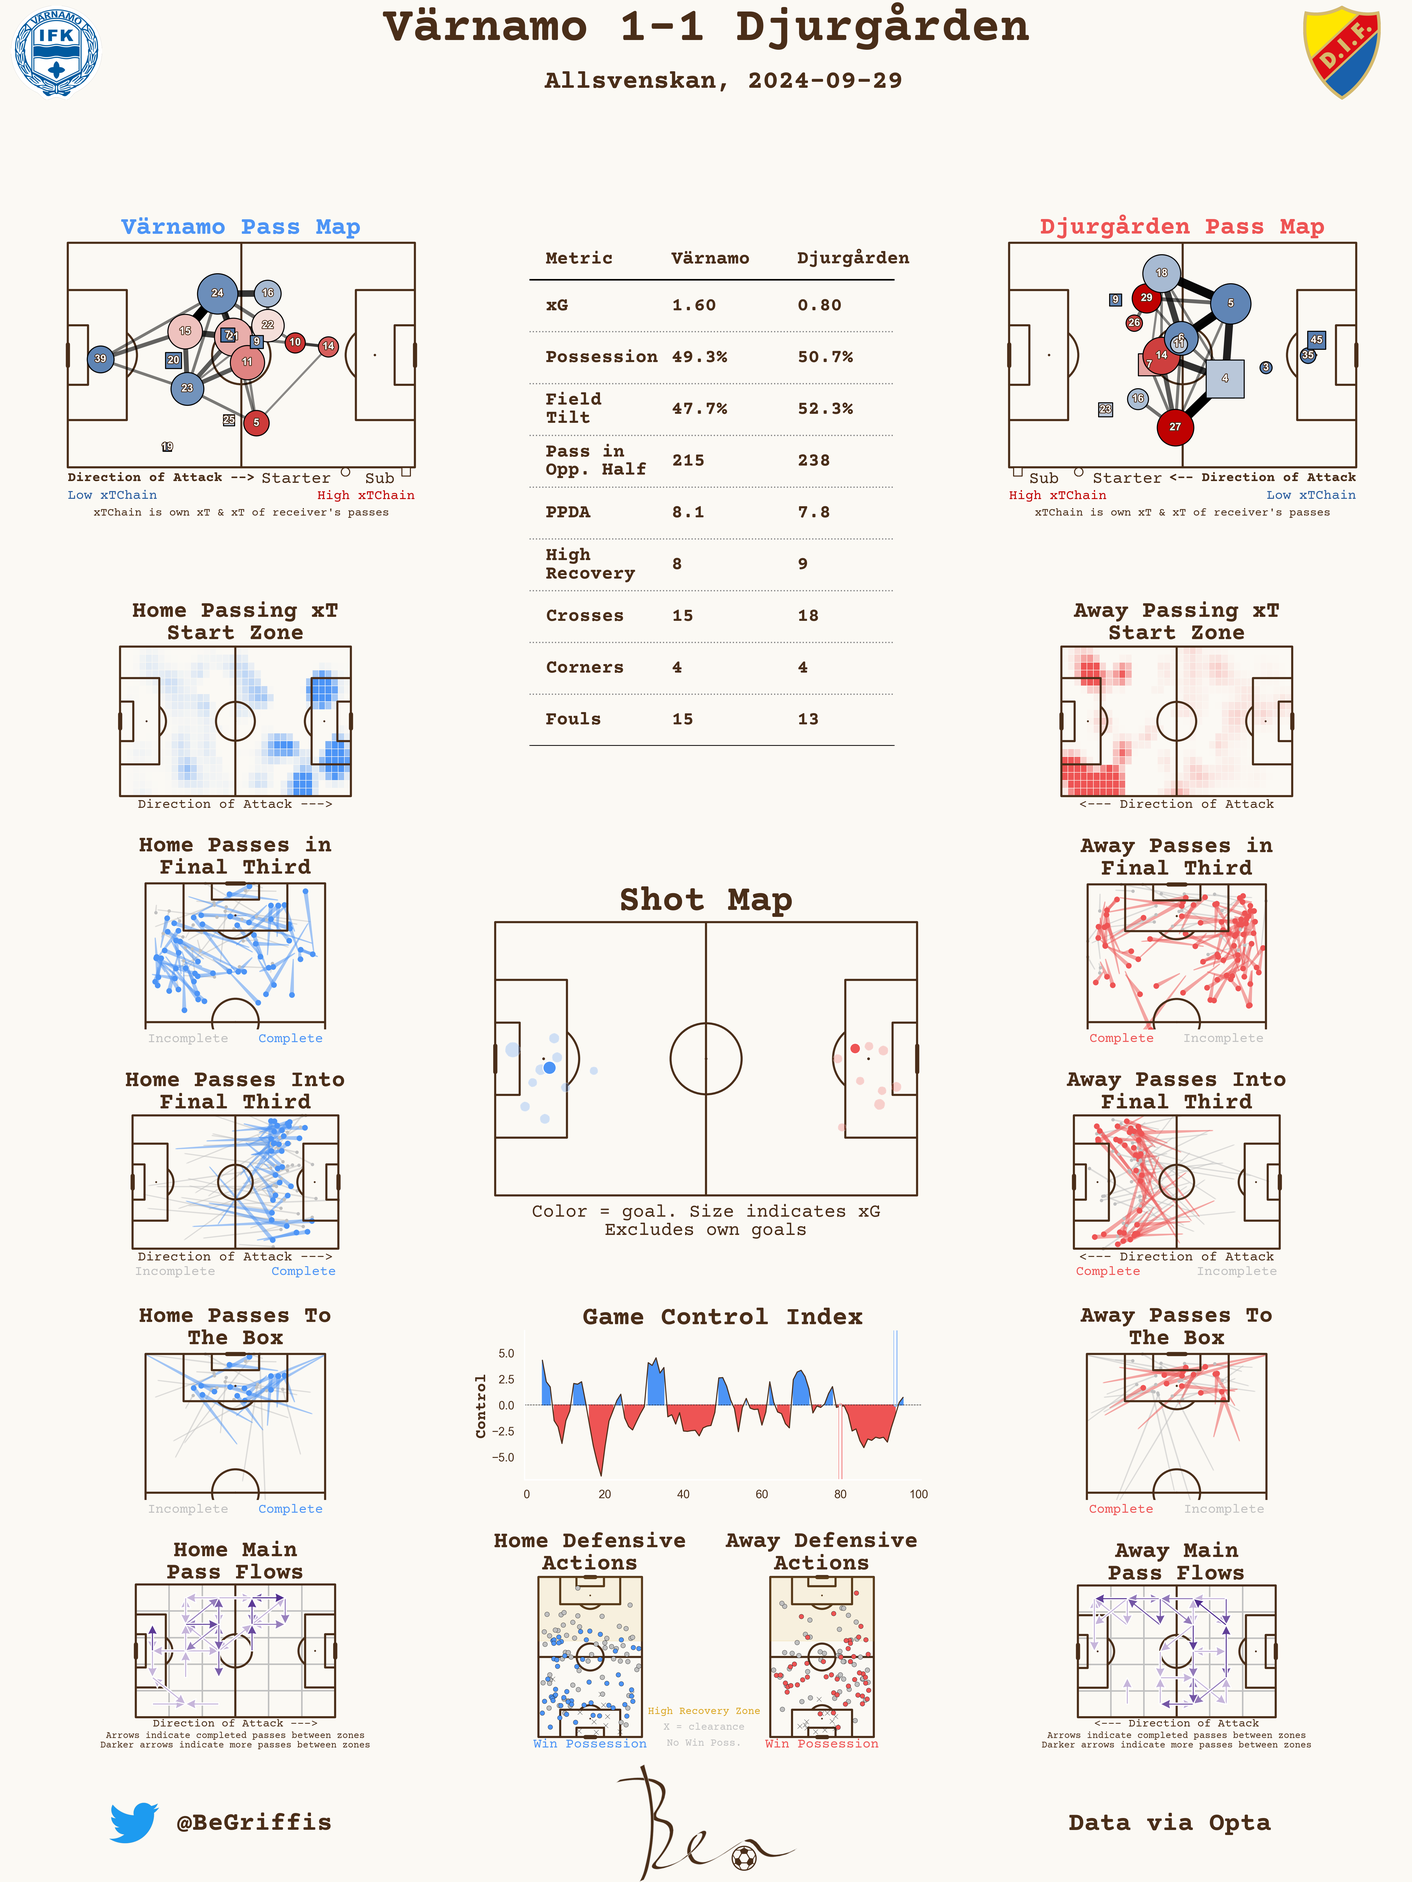 Värnamo 1-1 Djurgården
Allsvenskan, 2024-09-29
VÄRNAMO
IFK
D.I.F.
Värnamo Pass Map
24
16
15
22
7
21
9
10
14
39
20
11
23
25
5
19
Direction of Attack --> Starter Sub
Low xTChain High xTChain
xTChain is own xT & xT of receiver's passes
Metric Värnamo Djurgården
xG 1.60 0.80
Possession 49.3% 50.7%
Field
Tilt 47.7% 52.3%
Pass in
Opp. Half 215 238
PPDA 8.1 7.8
High
Recovery 8 9
Crosses 15 18
Corners 4 4
Fouls 15 13
Djurgården Pass Map
18
9
29
5
26
6
11
14
7
45
35
3
4
16
23
27
Sub Starter <-- Direction of Attack
High xTChain Low xTChain
xTChain is own xT & xT of receiver's passes
Home Passing xT
Start Zone
Direction of Attack --->
Away Passing xT
Start Zone
<--- Direction of Attack
Home Passes in
Final Third
Incomplete Complete
Away Passes in
Final Third
Complete Incomplete
Shot Map
Color = goal. Size indicates xG
Excludes own goals
Home Passes Into
Final Third
Direction of Attack --->
Incomplete Complete
Away Passes Into
Final Third
<--- Direction of Attack
Complete Incomplete
Home Passes To
The Box
Incomplete Complete
Game Control Index
Control
5.0
2.5
0.0
−2.5
−5.0
0 20 40 60 80 100
Away Passes To
The Box
Complete Incomplete
Home Main
Pass Flows
Direction of Attack --->
Arrows indicate completed passes between zones
Darker arrows indicate more passes between zones
Home Defensive
Actions
Win Possession
High Recovery Zone
X = clearance
No Win Poss.
Away Defensive
Actions
Win Possession
Away Main
Pass Flows
<--- Direction of Attack
Arrows indicate completed passes between zones
Darker arrows indicate more passes between zones
@BeGriffis
Ben
Data via Opta